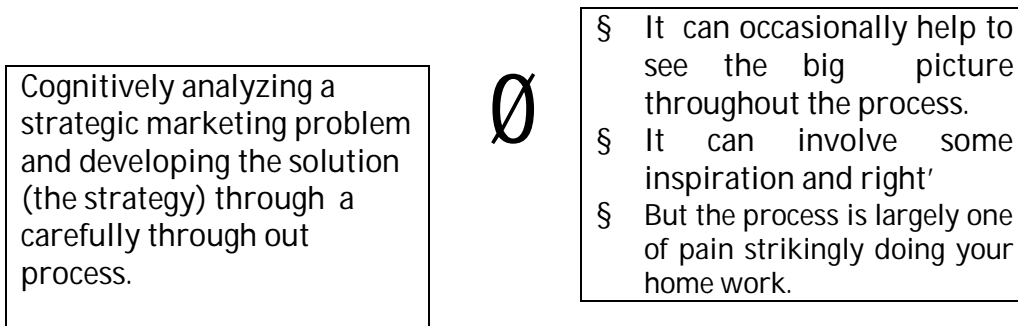 Cognitively analyzing a
strategic marketing problem
and developing the solution
(the strategy) through a
carefully through out
process.
Ø
§ It can occasionally help to
see the big picture
throughout the process.
§ It can involve some
inspiration and right′
§ But the process is largely one
of pain strikingly doing your
home work.